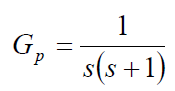 G_p = 1 / s(s+1)